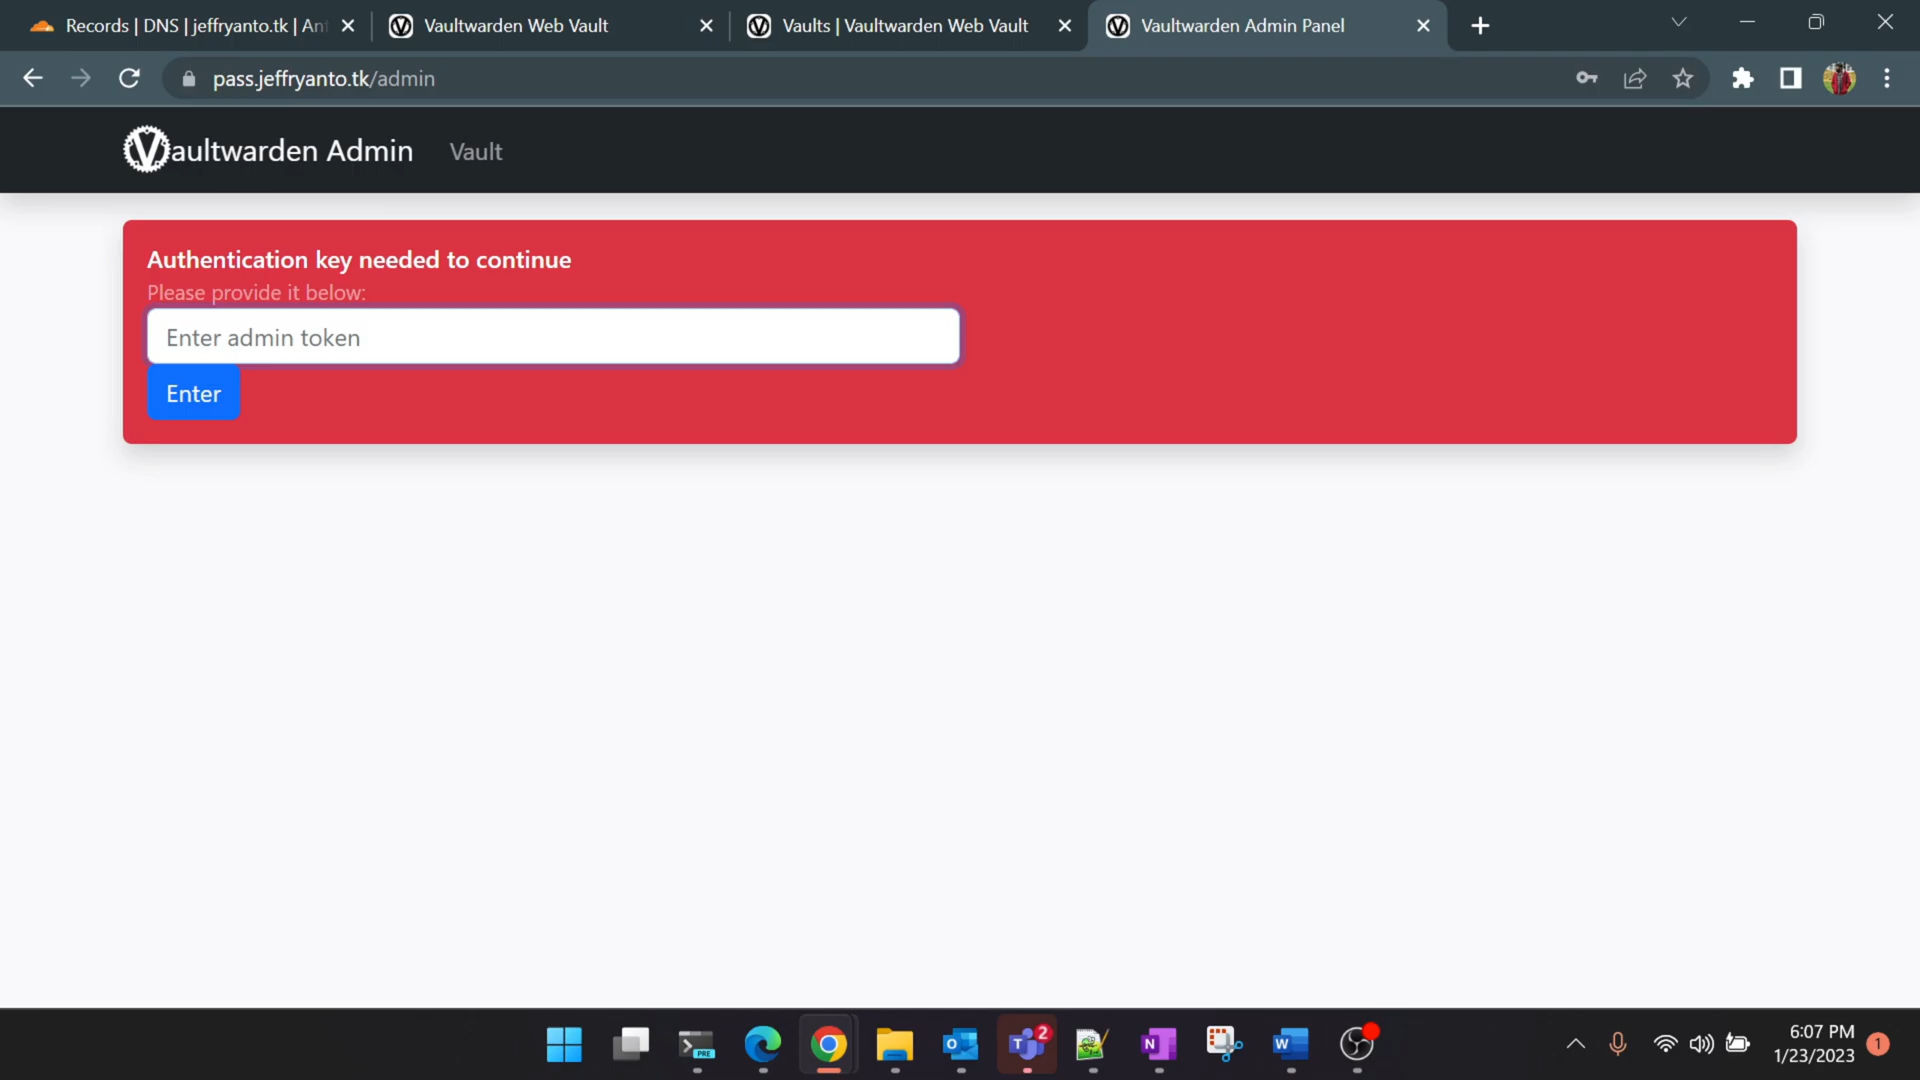 Records | DNS | jeffryanto.tk | An
Vaultwarden Web Vault
Vaults | Vaultwarden Web Vault
Vaultwarden Admin Panel
pass.jeffryanto.tk/admin
Vaultwarden Admin
Vault
Authentication key needed to continue
Please provide it below:
Enter admin token
Enter
PRE
2
6:07 PM
1/23/2023
1